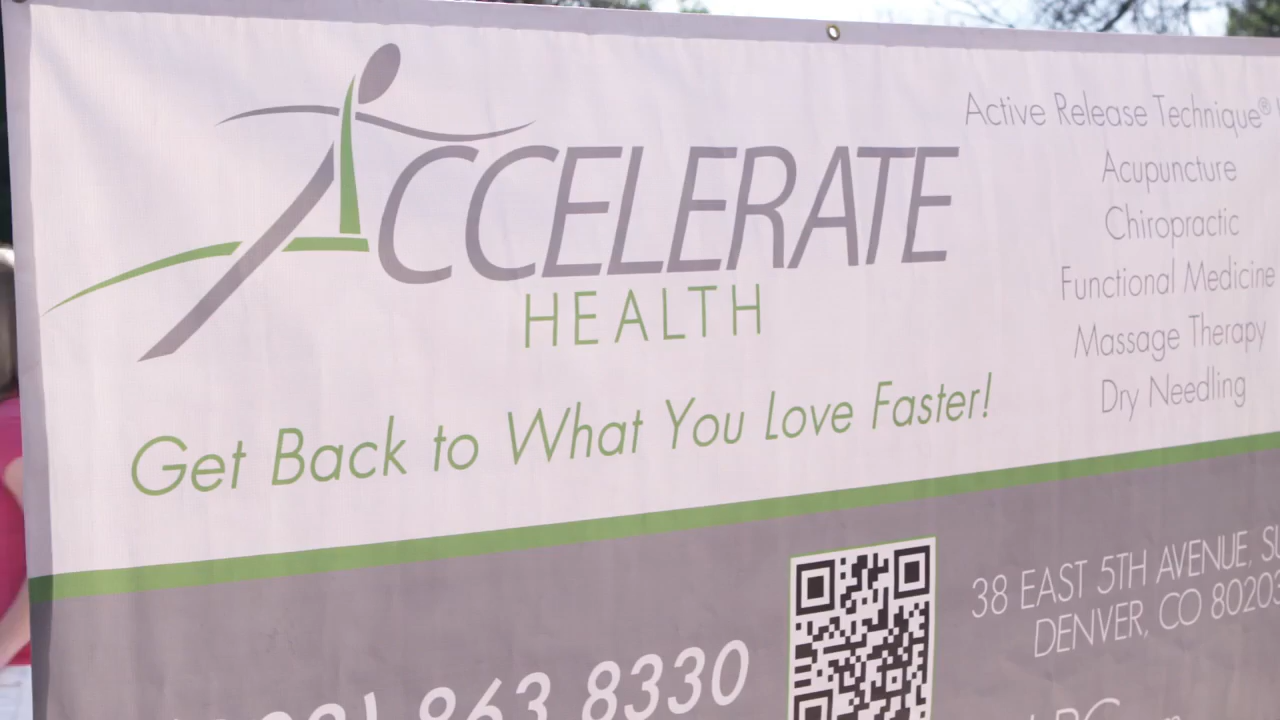 ACCELERATE
HEALTH
Get Back to What You Love Faster!
Active Release Technique®
Acupuncture
Chiropractic
Functional Medicine
Massage Therapy
Dry Needling
863 8330
38 EAST 5TH AVENUE,
DENVER, CO 80203